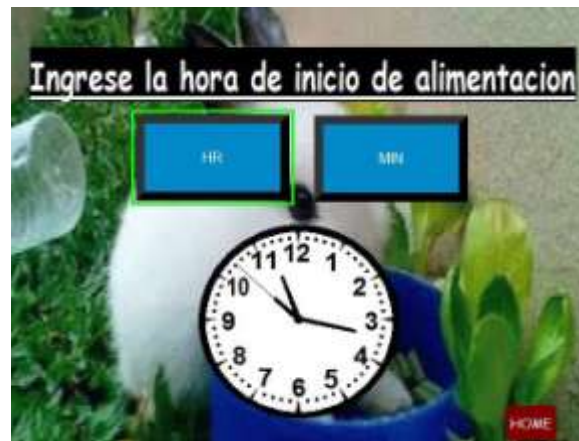 Ingrese la hora de inicio de alimentacion
HR MIN
12
11 1
10 2
9 3
8 4
7 5
6
HOME